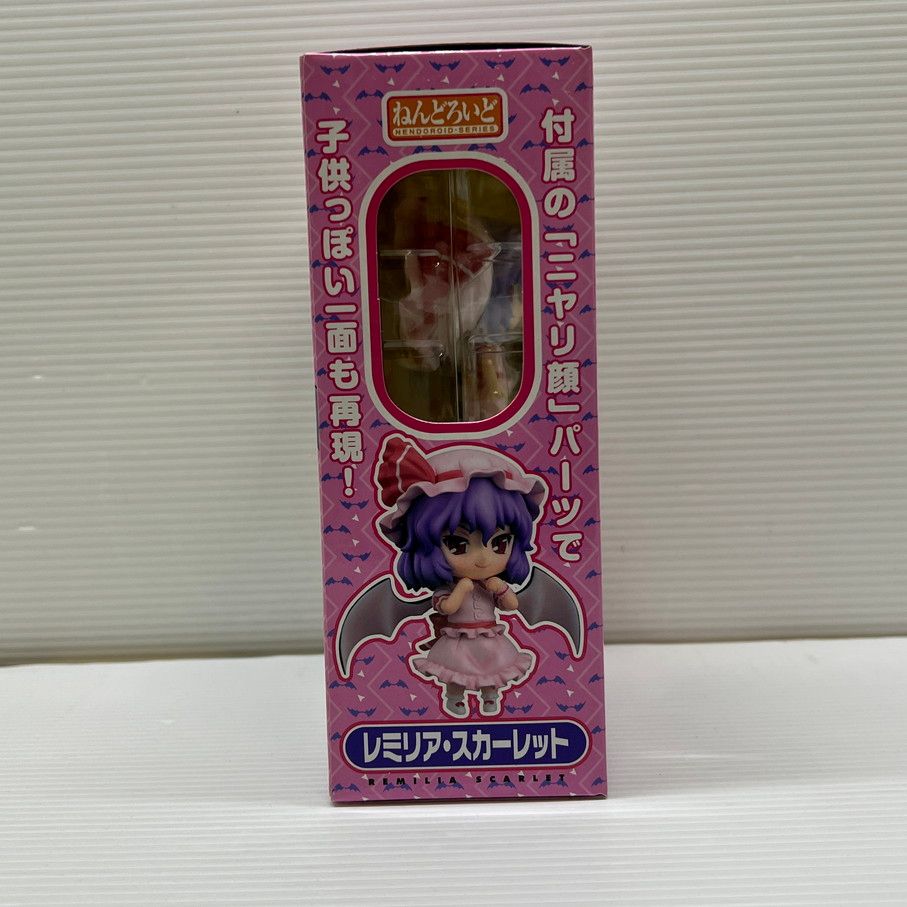 ねんどろいど
NENDOROID-SERIES
付属の「ニヤリ顔」パーツで
子供っぽい一面も再現!
レミリア・スカーレット
REMILIA SCARLET